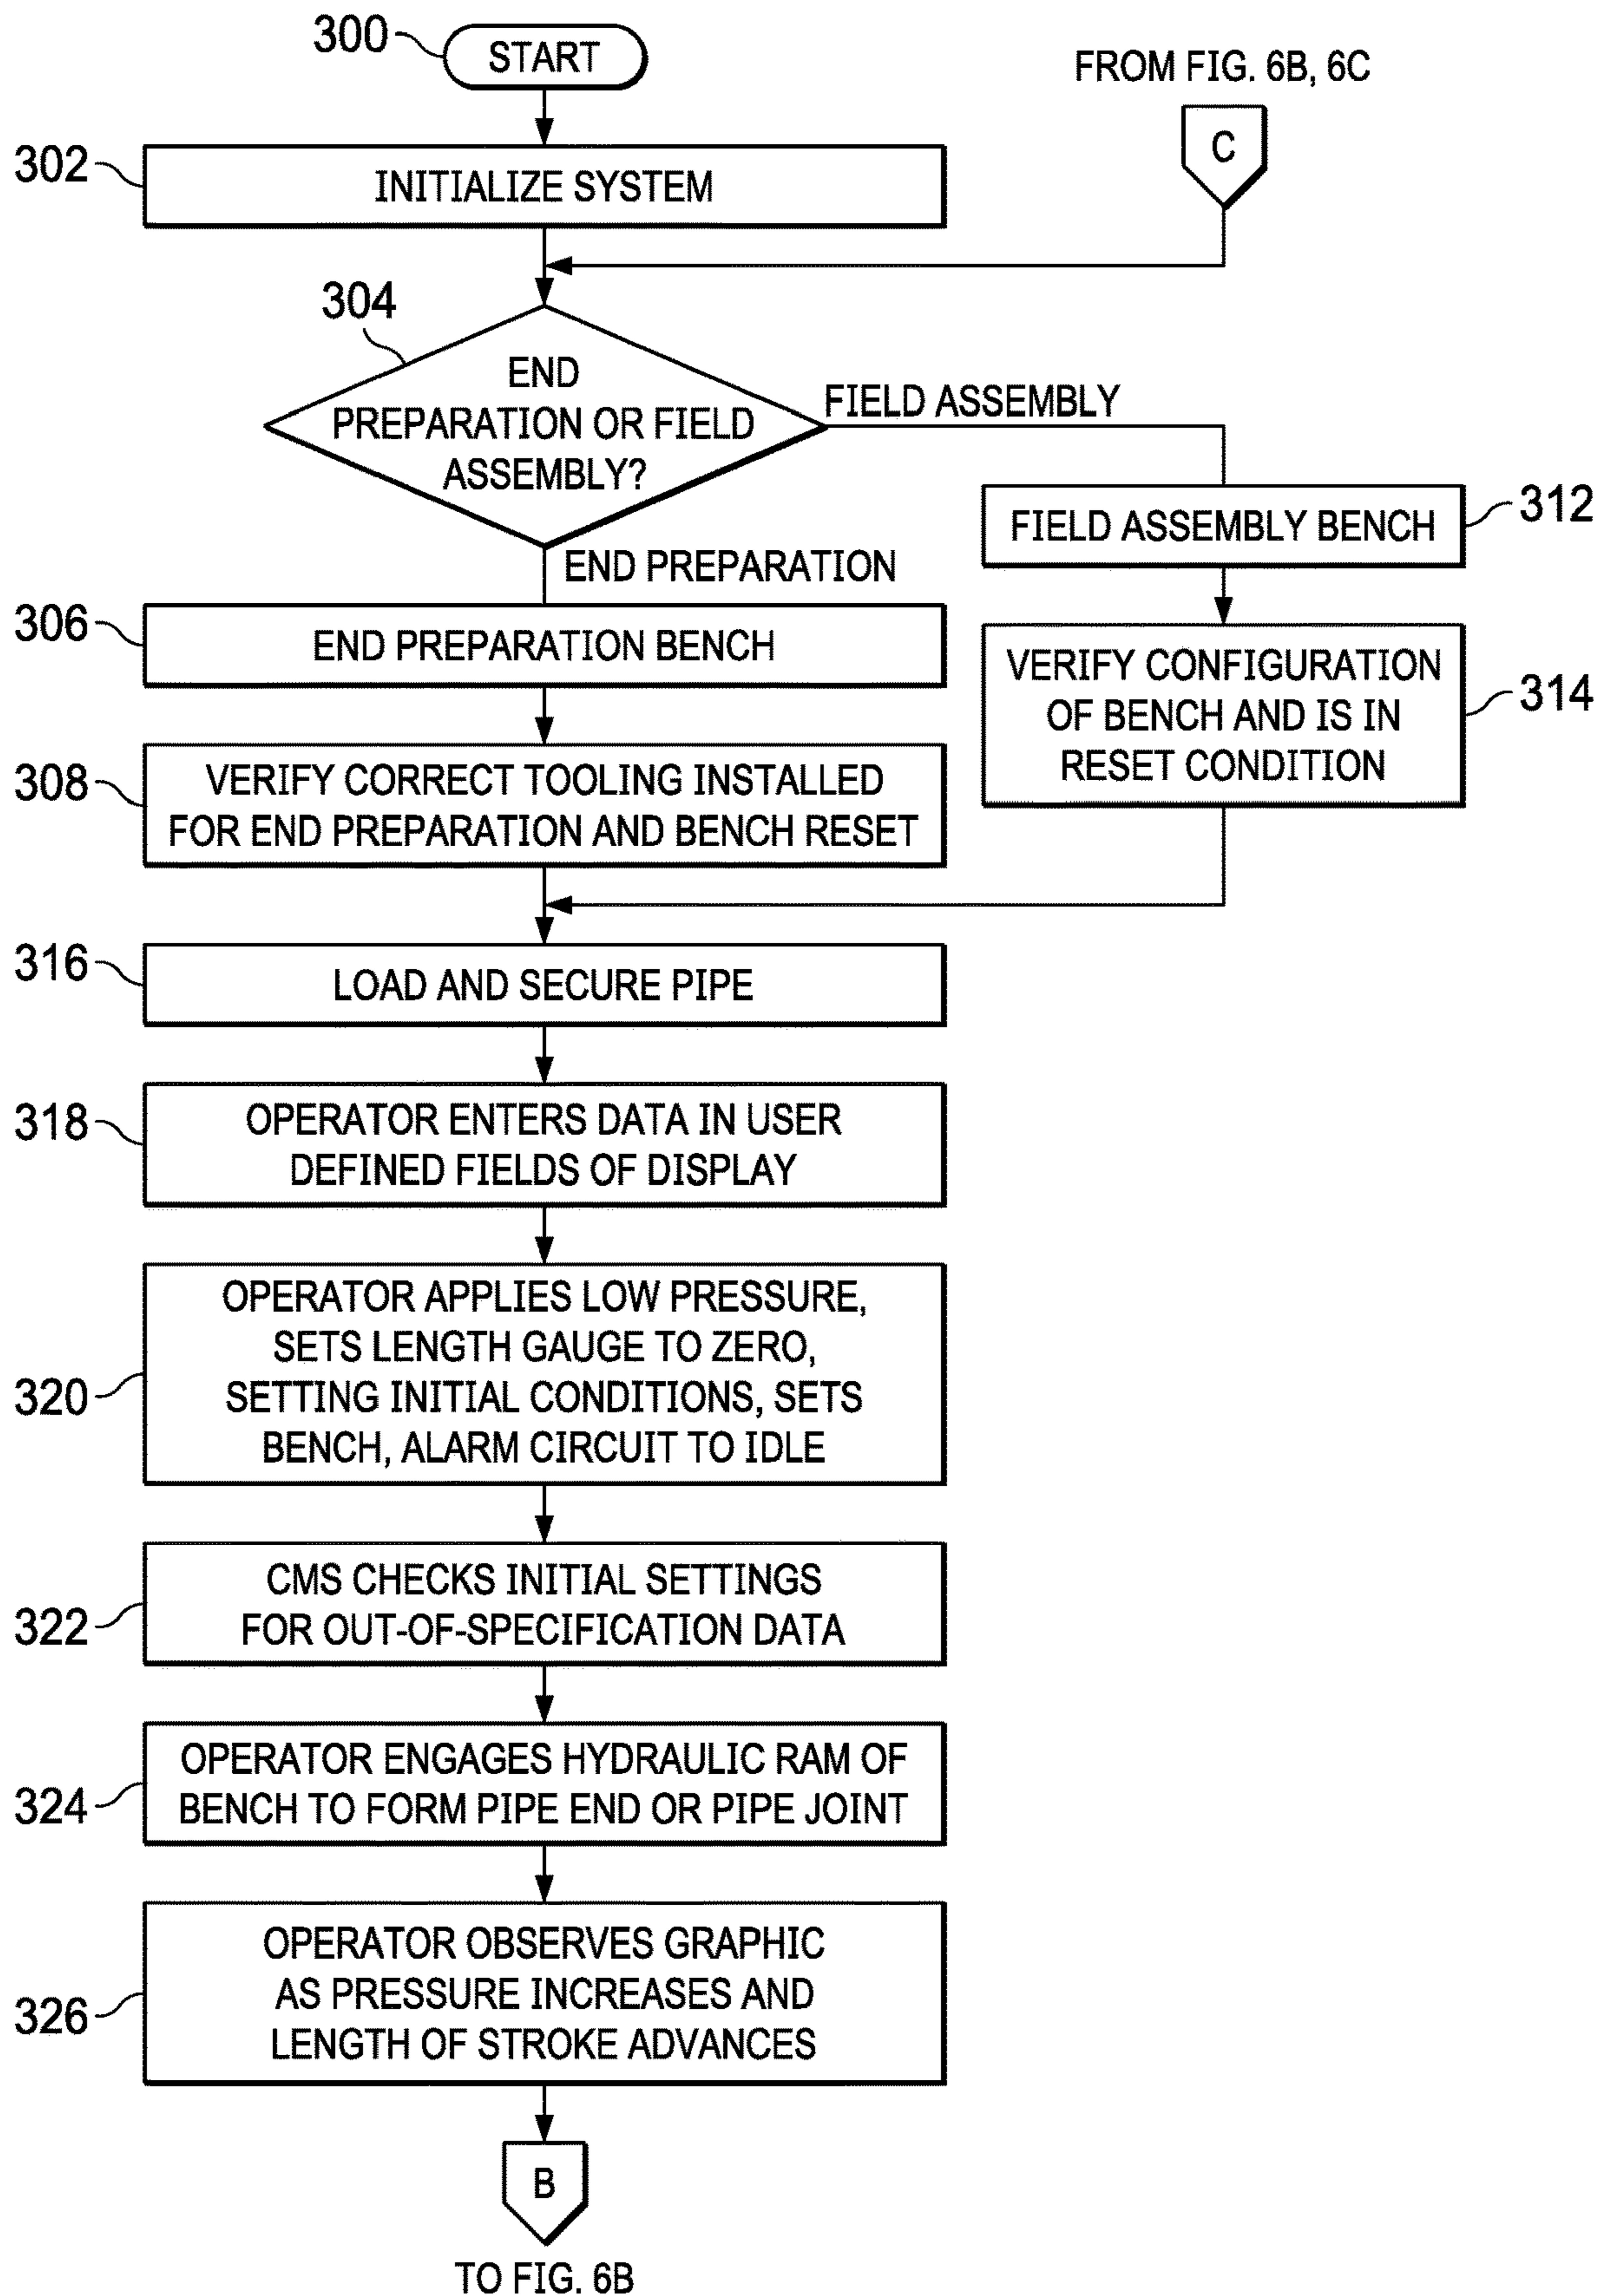 300
START
FROM FIG. 6B, 6C
C
302
INITIALIZE SYSTEM
304
END
PREPARATION OR FIELD
ASSEMBLY?
FIELD ASSEMBLY
END PREPARATION
312
FIELD ASSEMBLY BENCH
306
END PREPARATION BENCH
314
VERIFY CONFIGURATION
OF BENCH AND IS IN
RESET CONDITION
308
VERIFY CORRECT TOOLING INSTALLED
FOR END PREPARATION AND BENCH RESET
316
LOAD AND SECURE PIPE
318
OPERATOR ENTERS DATA IN USER
DEFINED FIELDS OF DISPLAY
320
OPERATOR APPLIES LOW PRESSURE,
SETS LENGTH GAUGE TO ZERO,
SETTING INITIAL CONDITIONS, SETS
BENCH, ALARM CIRCUIT TO IDLE
322
CMS CHECKS INITIAL SETTINGS
FOR OUT-OF-SPECIFICATION DATA
324
OPERATOR ENGAGES HYDRAULIC RAM OF
BENCH TO FORM PIPE END OR PIPE JOINT
326
OPERATOR OBSERVES GRAPHIC
AS PRESSURE INCREASES AND
LENGTH OF STROKE ADVANCES
B
TO FIG. 6B